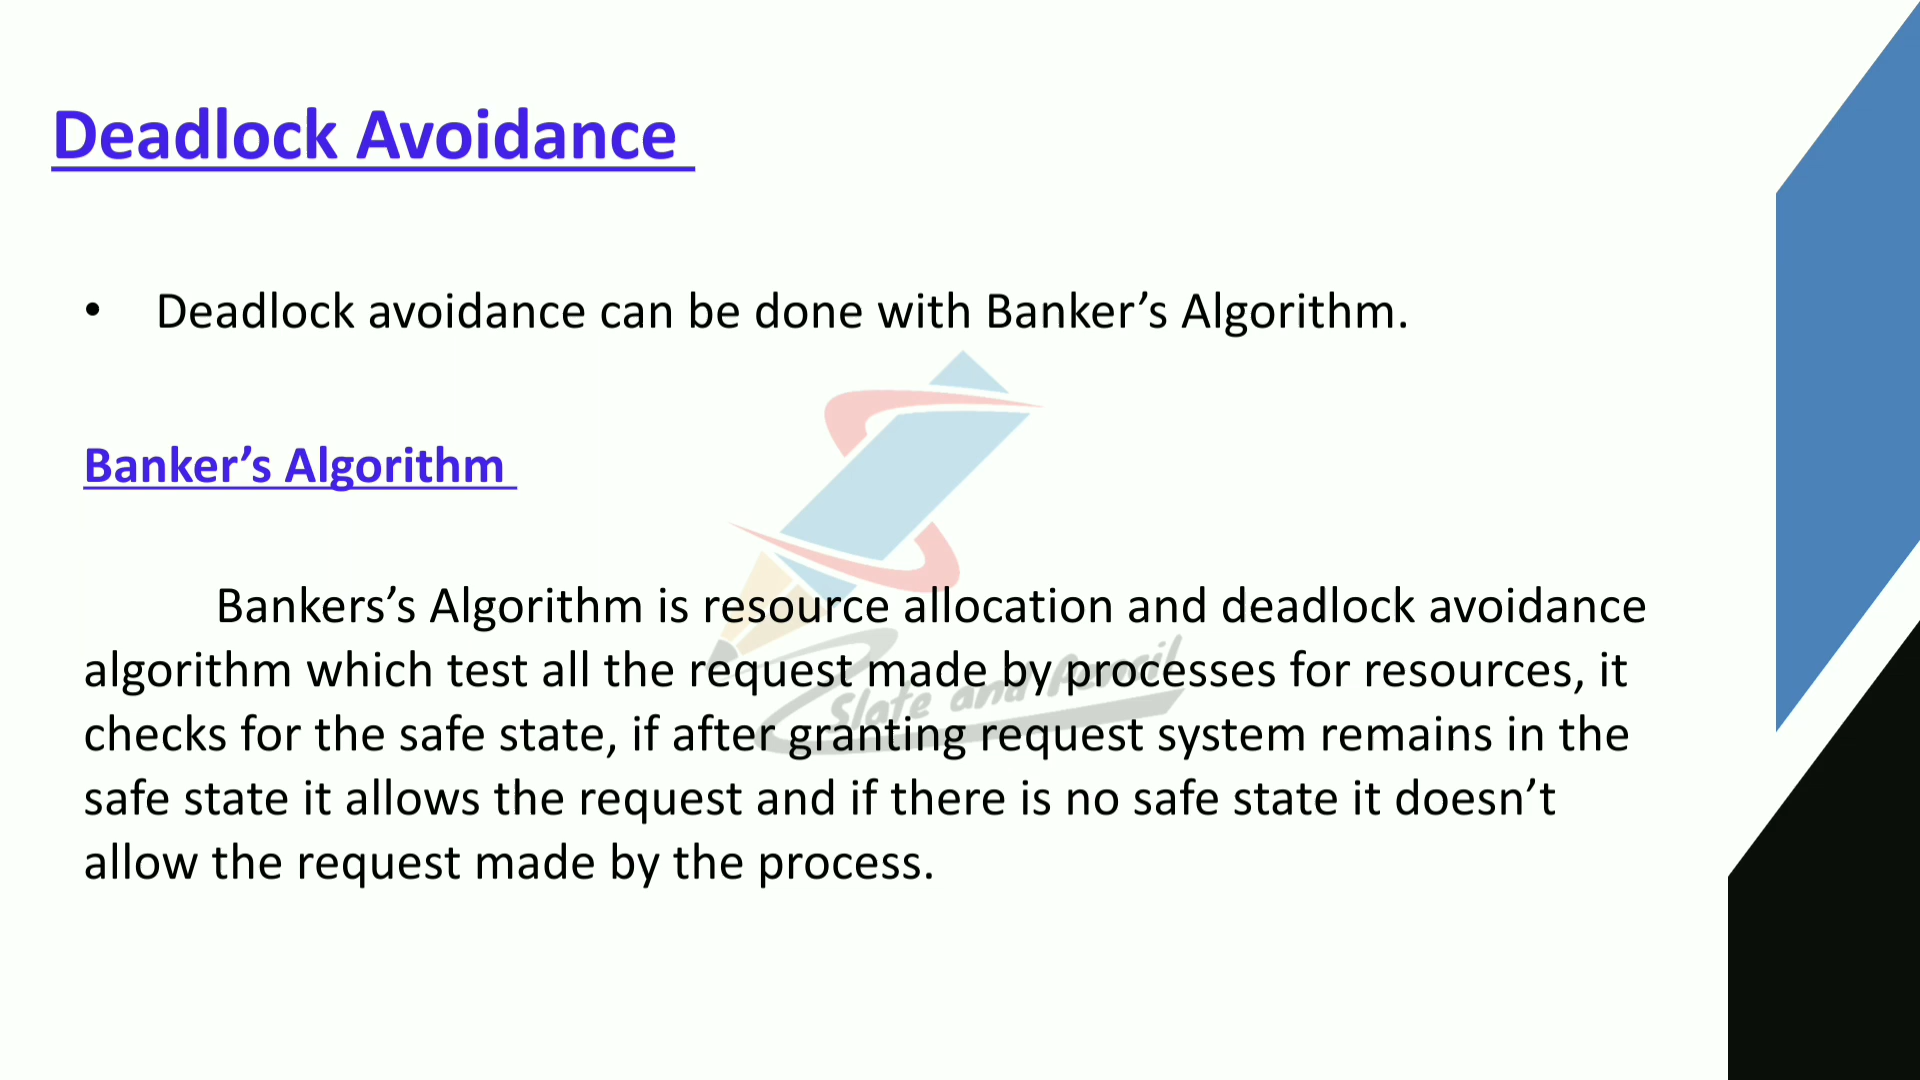 Deadlock Avoidance
• Deadlock avoidance can be done with Banker’s Algorithm.
Banker’s Algorithm
Bankers’s Algorithm is resource allocation and deadlock avoidance
algorithm which test all the request made by processes for resources, it
checks for the safe state, if after granting request system remains in the
safe state it allows the request and if there is no safe state it doesn’t
allow the request made by the process.
Slate and Pencil